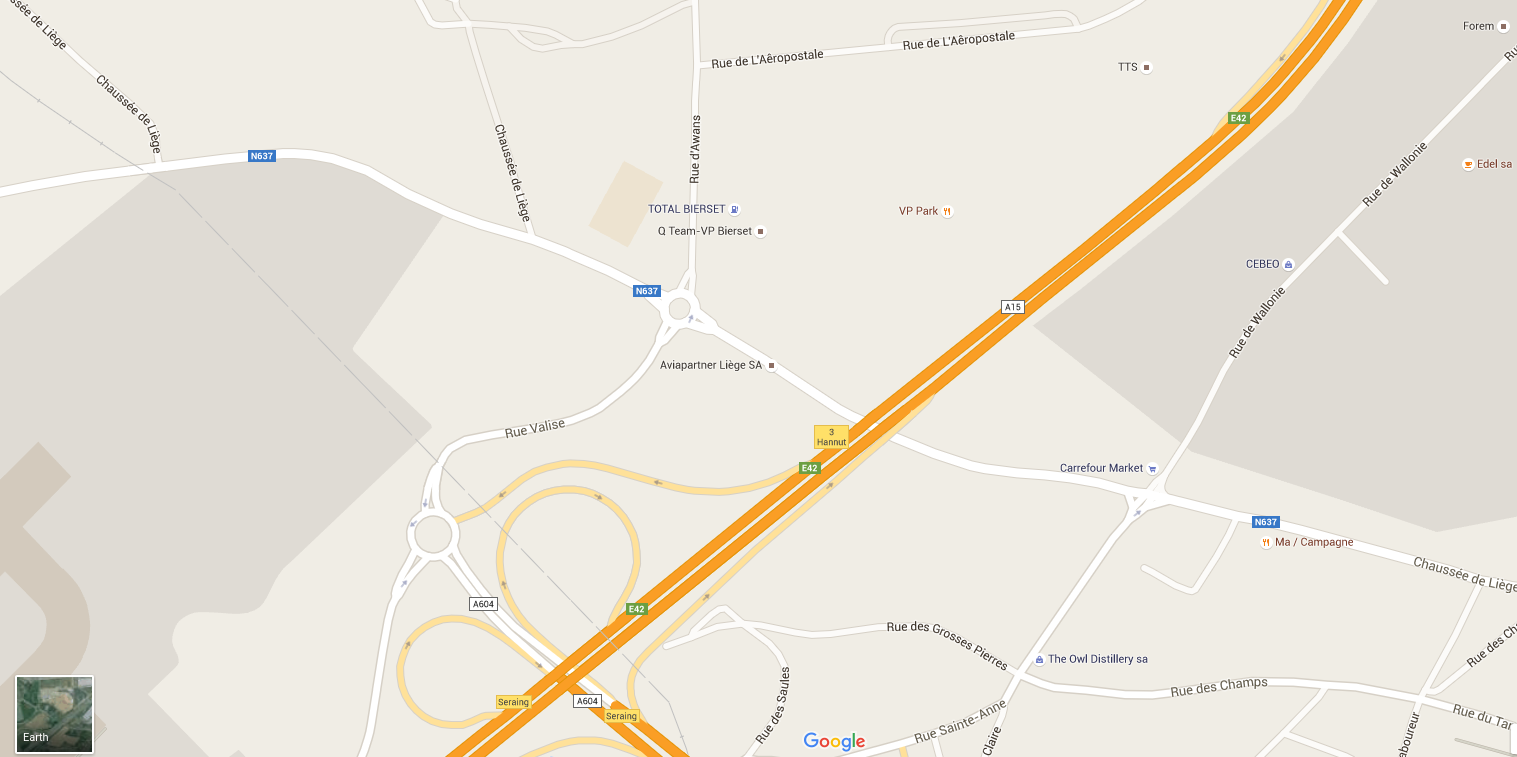 Chaussée de Liège
Forem
Rue de L'Aêropostale
Rue de L'Aêropostale
TTS
Chaussée de Liège
E42
Chaussée de Liège
Rue d'Awans
N637
Rue de Wallonie
Edel sa
TOTAL BIERSET
VP Park
Q Team-VP Bierset
CEBEO
N637
A15
Rue de Wallonie
Aviapartner Liège SA
Rue Valise
3
Hannut
E42
Carrefour Market
N637
Ma / Campagne
Chaussée de Liège
A604
E42
Rue des Grosses Pierres
Rue des Ch
The Owl Distillery sa
Rue des Saules
Rue des Champs
Seraing
A604
Seraing
Rue Sainte-Anne
Rue du Tar
Claire
aboureur
Earth
Google